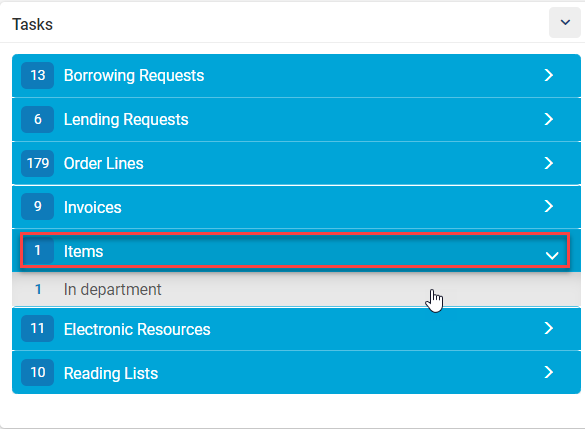 Tasks
13 Borrowing Requests
6 Lending Requests
179 Order Lines
9 Invoices
1 Items
1 In department
11 Electronic Resources
10 Reading Lists